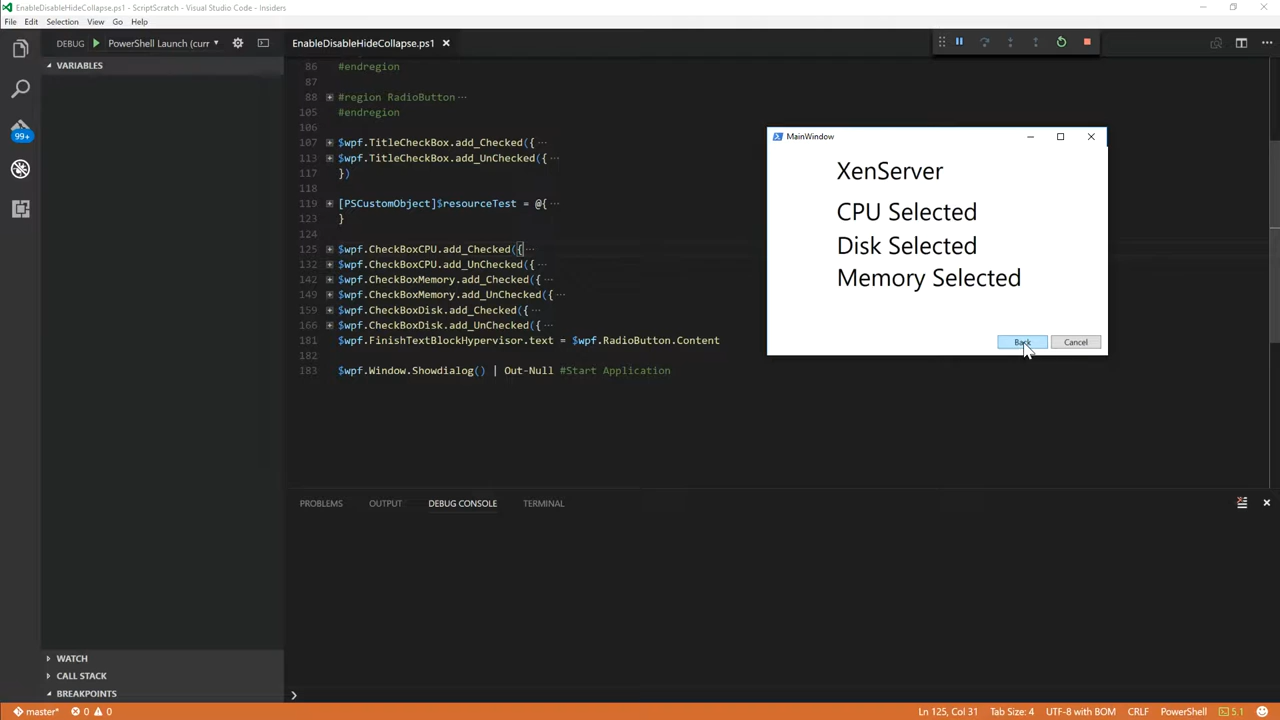 EnableDisableHideCollapse.ps1 - ScriptScratch - Visual Studio Code - Insiders
File Edit Selection View Go Help
DEBUG PowerShell Launch (curr
EnableDisableHideCollapse.ps1
VARIABLES
99+
86 #endregion
87
88 #region RadioButton ...
105 #endregion
106
107 $wpf.TitleCheckBox.add_Checked({ ...
113 $wpf.TitleCheckBox.add_UnChecked({ ...
117 })
118
119 [PSCustomObject]$resourceTest = @{ ...
123 }
124
125 $wpf.CheckBoxCPU.add_Checked({ ...
132 $wpf.CheckBoxCPU.add_UnChecked({ ...
142 $wpf.CheckBoxMemory.add_Checked({ ...
149 $wpf.CheckBoxMemory.add_UnChecked({ ...
159 $wpf.CheckBoxDisk.add_Checked({ ...
166 $wpf.CheckBoxDisk.add_UnChecked({ ...
181 $wpf.FinishTextBlockHypervisor.text = $wpf.RadioButton.Content
182
183 $wpf.Window.Showdialog() | Out-Null #Start Application
MainWindow
XenServer
CPU Selected
Disk Selected
Memory Selected
Back Cancel
PROBLEMS OUTPUT DEBUG CONSOLE TERMINAL
WATCH
CALL STACK
BREAKPOINTS
master* 0 0 Ln 125, Col 31 Tab Size: 4 UTF-8 with BOM CRLF PowerShell 5.1